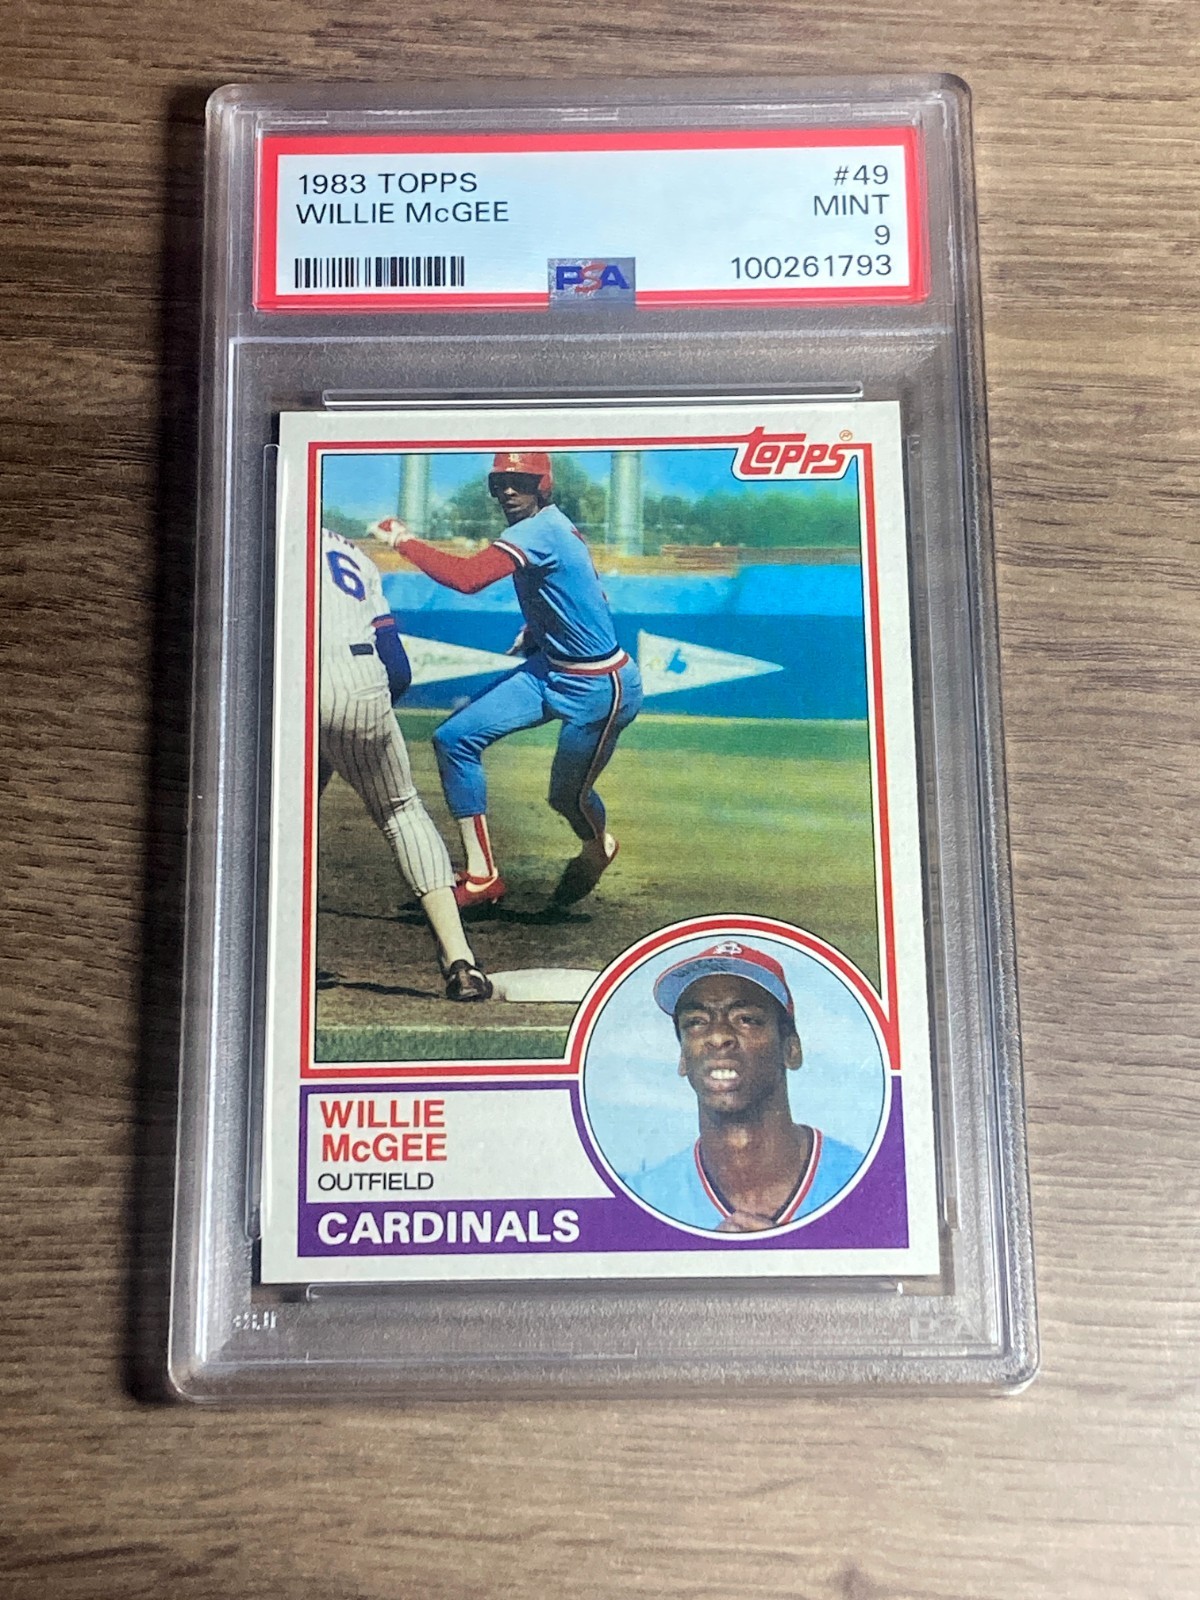 1983 TOPPS
#49
WILLIE McGEE
MINT
9
PSA
100261793
TOPPS
6
WILLIE
McGEE
OUTFIELD
CARDINALS